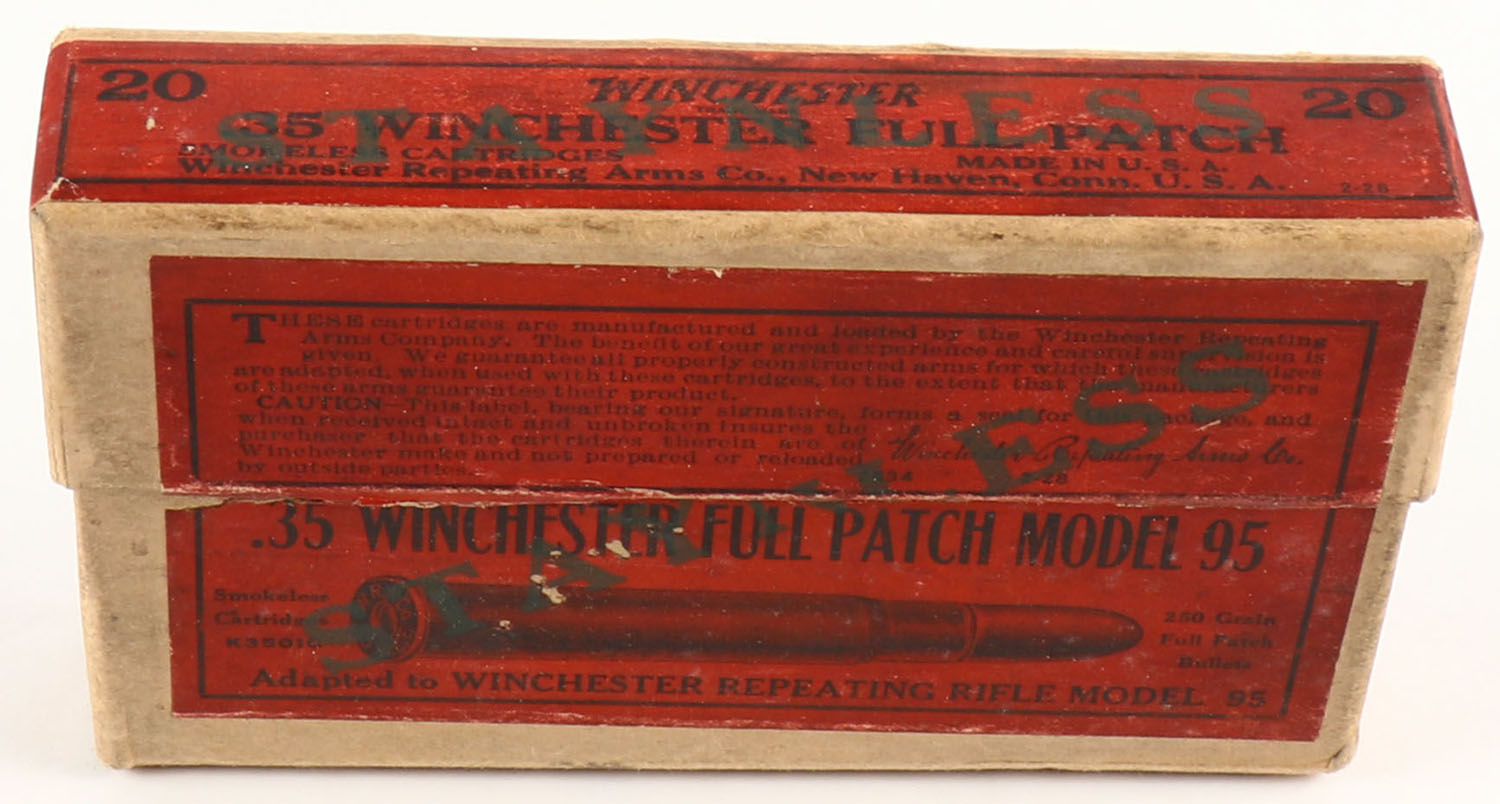 20 WINCHESTER 20
TRADE MARK
.35 WINCHESTER FULL PATCH
SMOKELESS CARTRIDGES MADE IN U. S. A.
Winchester Repeating Arms Co., New Haven, Conn. U. S. A. 2-28
STAYNLESS
THESE cartridges are manufactured and loaded by the Winchester Repeating
Arms Company. The benefit of our great experience and careful supervision is
given. We guarantee all properly constructed arms for which these cartridges
are adapted, when used with these cartridges, to the extent that the manufacturers
of these arms guarantee their product.
CAUTION—This label, bearing our signature, forms a seal for this package, and
when received intact and unbroken insures the
purchaser that the cartridges therein are of
Winchester make and not prepared or reloaded
by outside parties.
Winchester Repeating Arms Co.
STAYNLESS
.35 WINCHESTER FULL PATCH MODEL 95
Smokeless
Cartridges
250 Grain
Full Patch
Bullets
Adapted to WINCHESTER REPEATING RIFLE MODEL 95